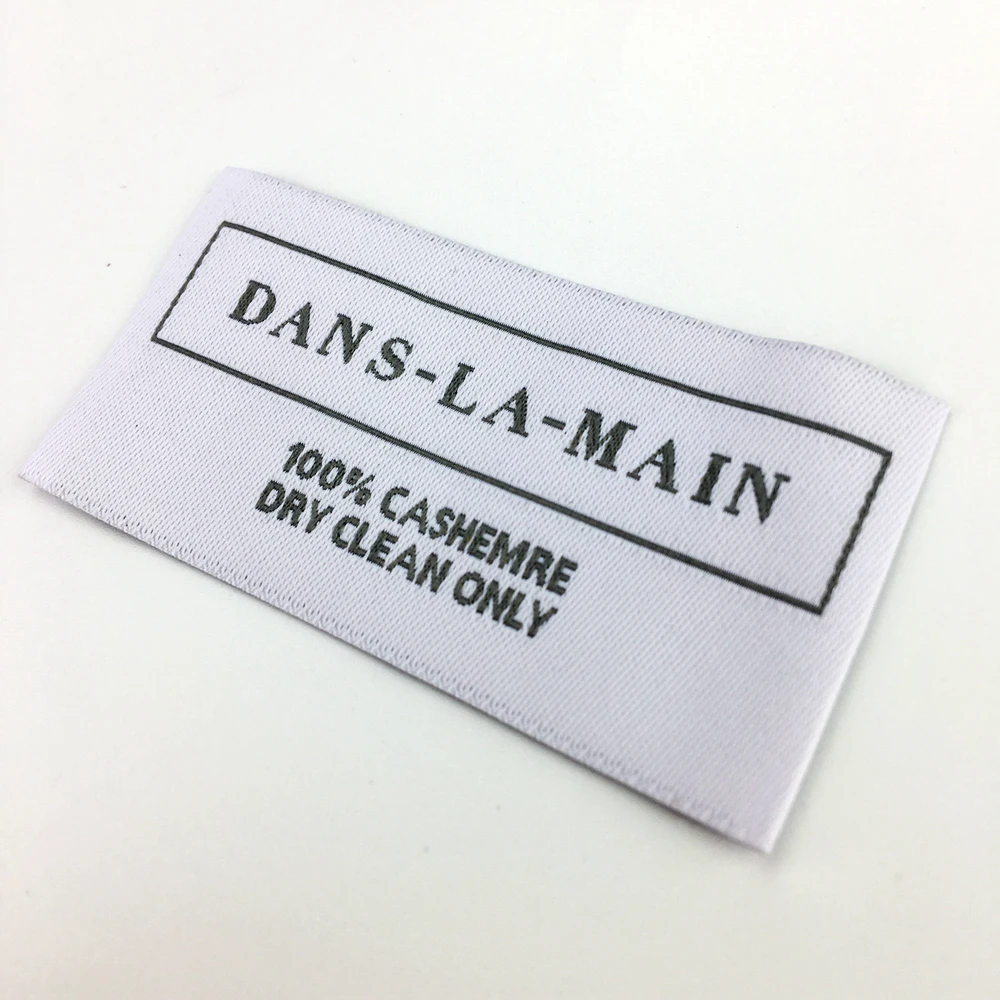 DANS-LA-MAIN
100% CASHEMRE
DRY CLEAN ONLY